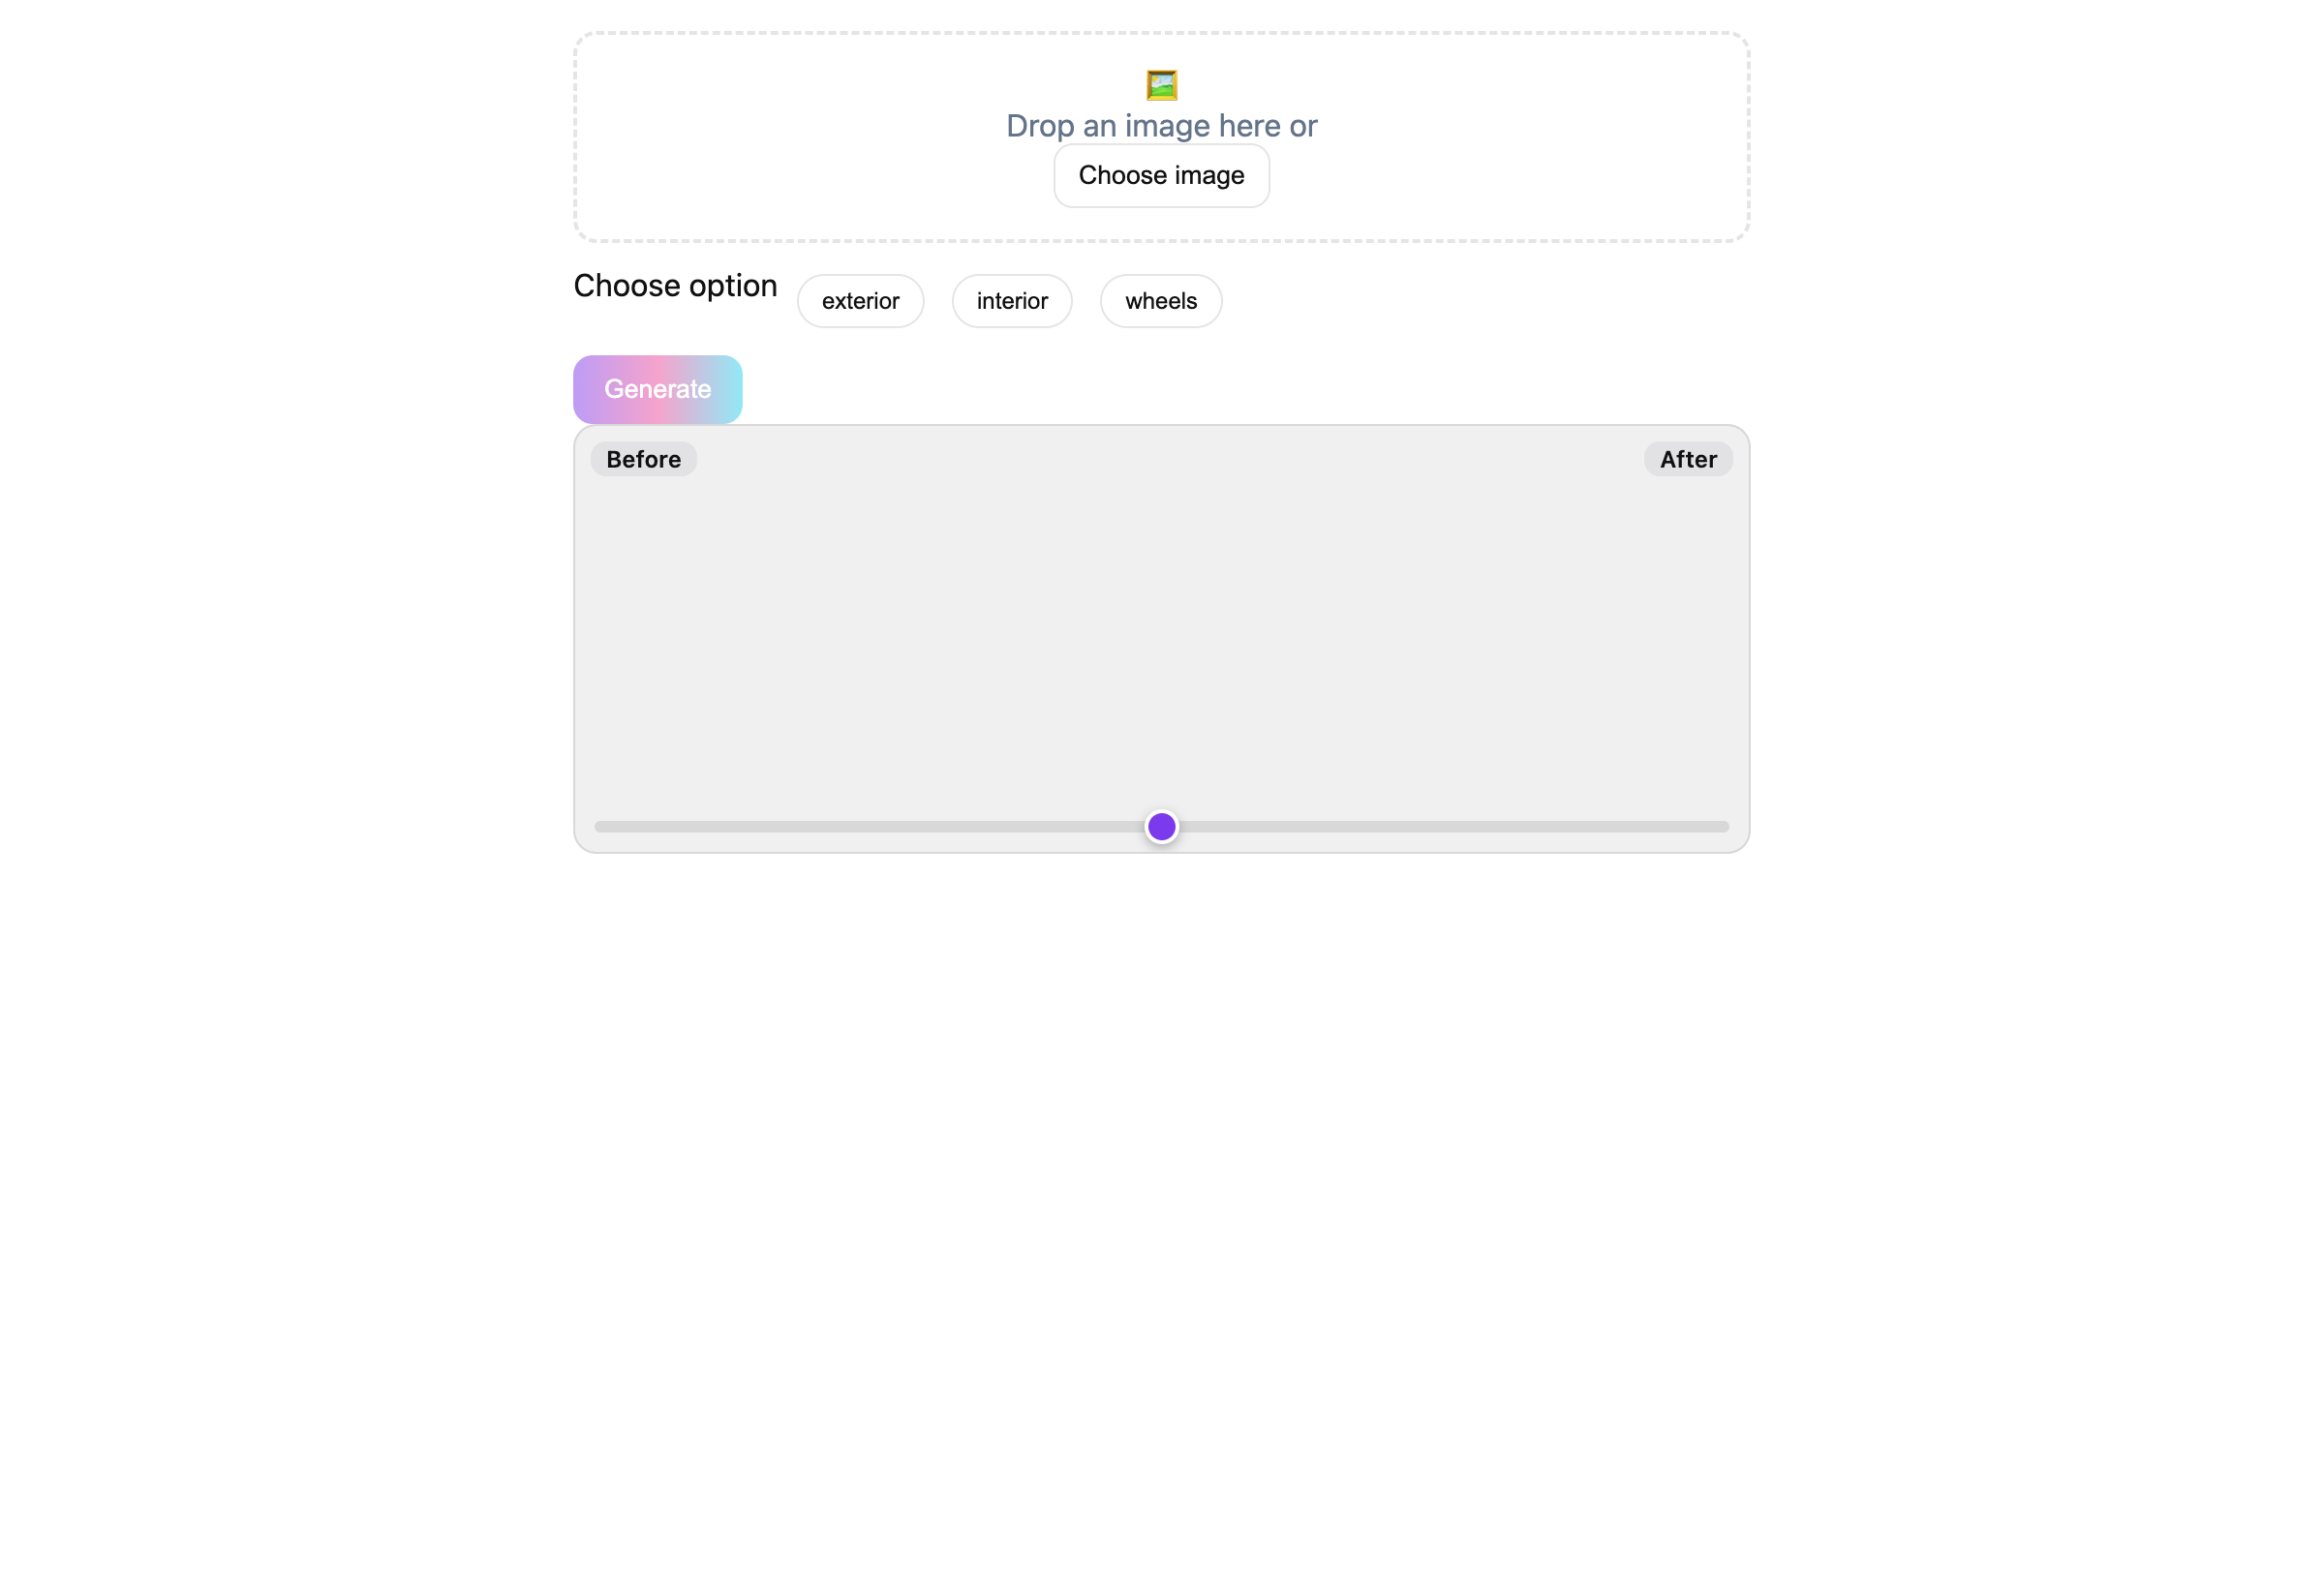 Drop an image here or
Choose image
Choose option exterior interior wheels
Generate
Before After